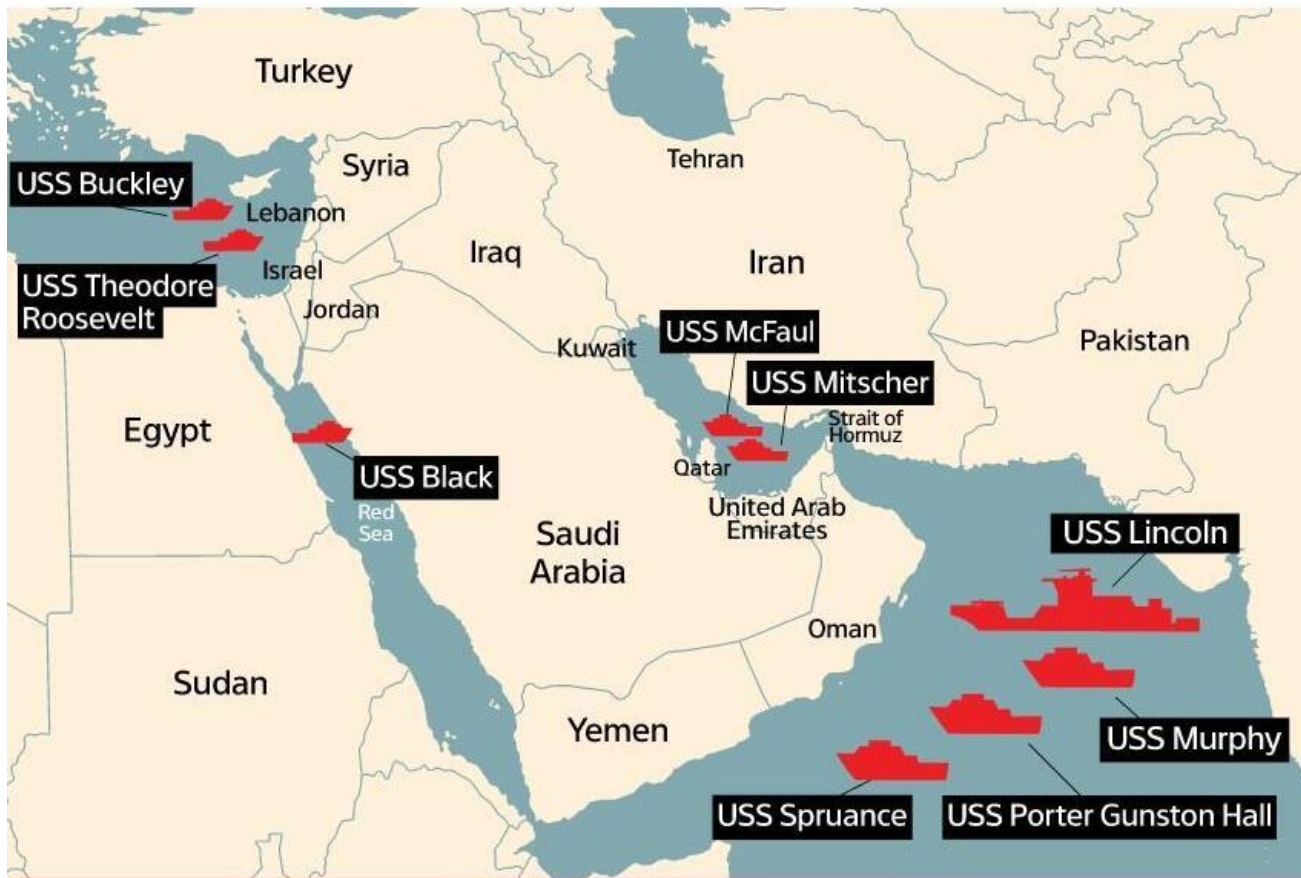 Turkey
Syria
Tehran
USS Buckley
Lebanon
Iraq
Iran
Israel
USS Theodore
Roosevelt
Jordan
USS McFaul
Kuwait
Pakistan
USS Mitscher
Egypt
Strait of
Hormuz
Qatar
USS Black
United Arab
Emirates
Red
Sea
Saudi
Arabia
USS Lincoln
Oman
Sudan
Yemen
USS Murphy
USS Spruance
USS Porter Gunston Hall